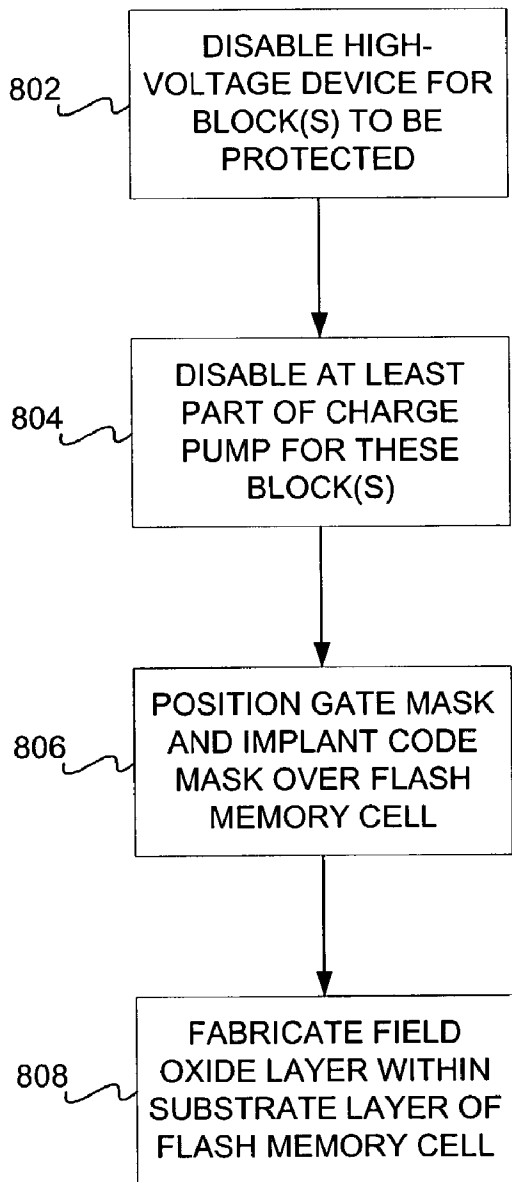 802
DISABLE HIGH-
VOLTAGE DEVICE FOR
BLOCK(S) TO BE
PROTECTED
804
DISABLE AT LEAST
PART OF CHARGE
PUMP FOR THESE
BLOCK(S)
806
POSITION GATE MASK
AND IMPLANT CODE
MASK OVER FLASH
MEMORY CELL
808
FABRICATE FIELD
OXIDE LAYER WITHIN
SUBSTRATE LAYER OF
FLASH MEMORY CELL